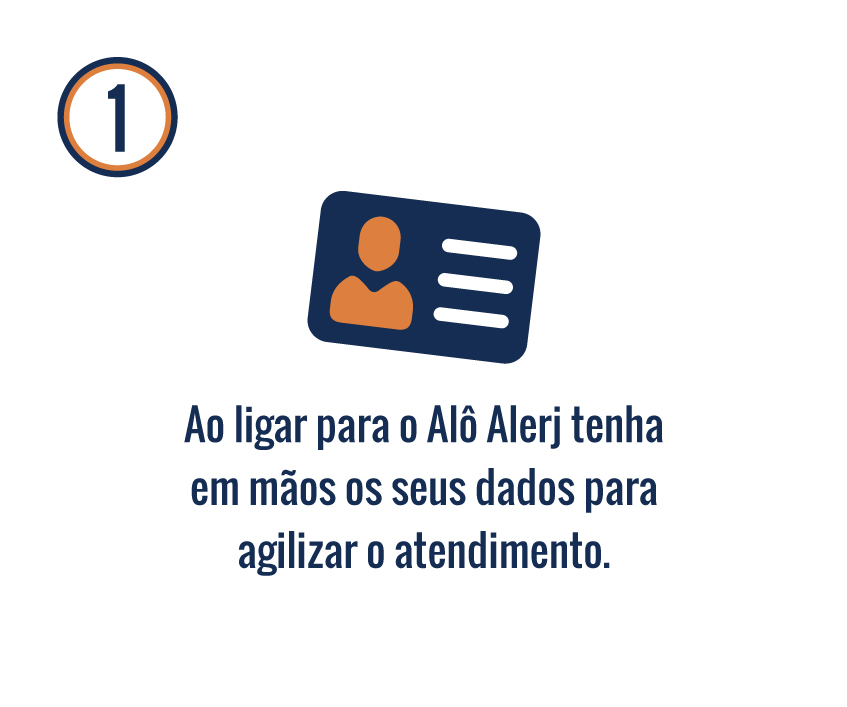 1
Ao ligar para o Alô Alerj tenha
em mãos os seus dados para
agilizar o atendimento.